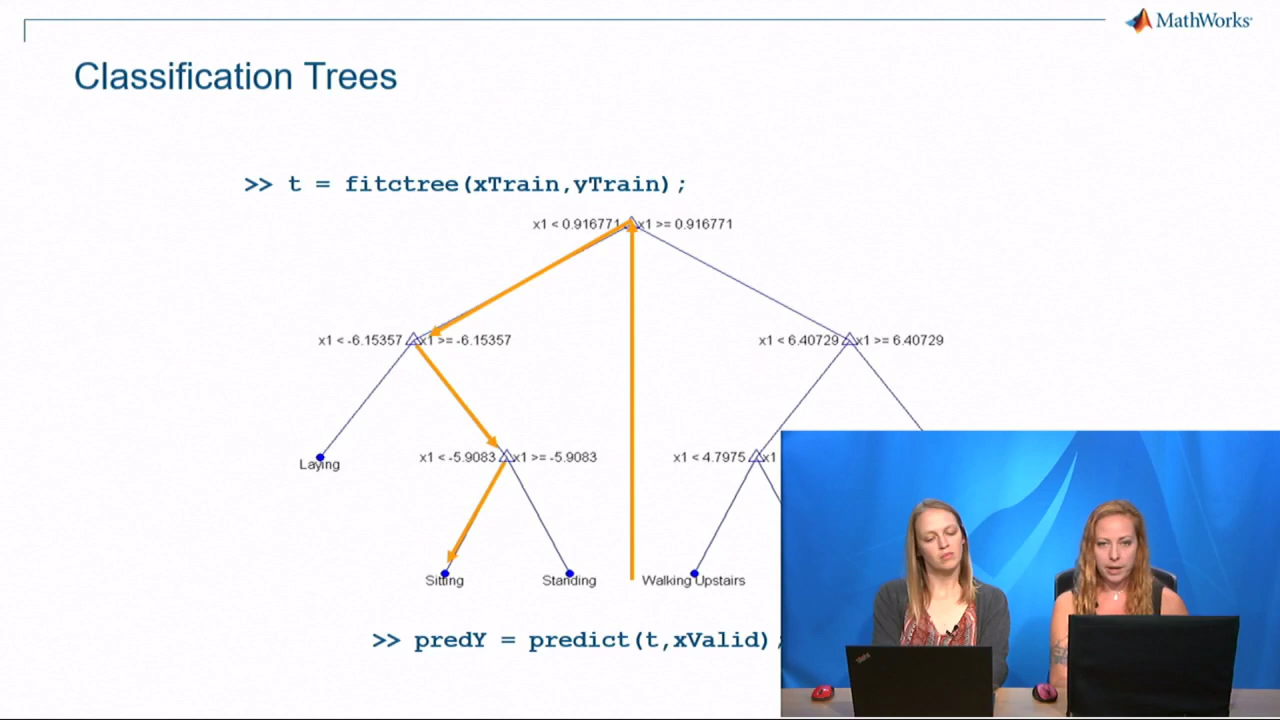 MathWorks
Classification Trees
>> t = fitctree(xTrain,yTrain);
x1 < 0.916771 x1 >= 0.916771
x1 < -6.15357 x1 >= -6.15357 x1 < 6.40729 x1 >= 6.40729
Laying x1 < -5.9083 x1 >= -5.9083 x1 < 4.7975 x1
Sitting Standing Walking Upstairs
>> predY = predict(t,xValid);